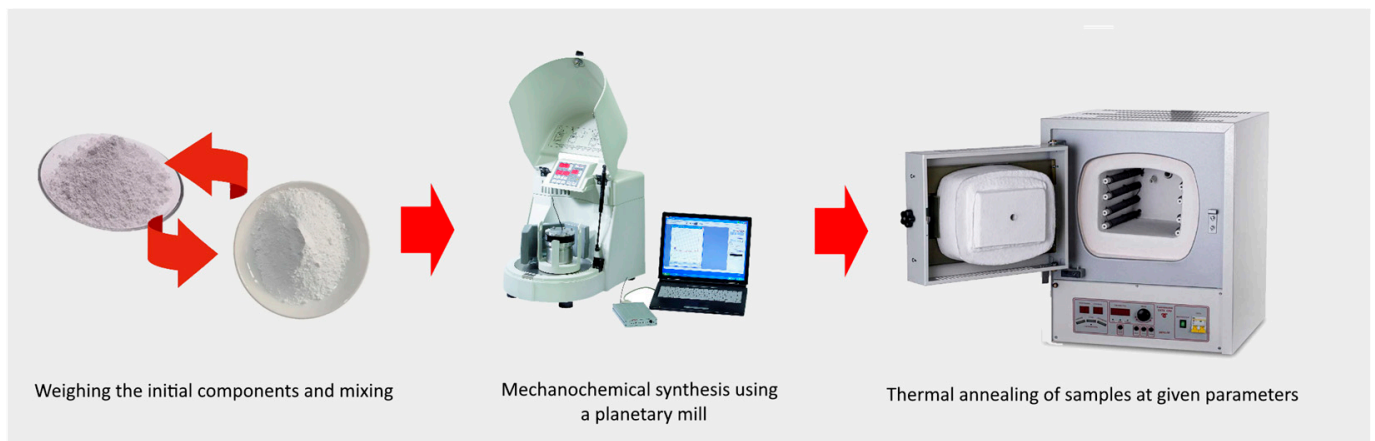 Weighing the initial components and mixing
Mechanochemical synthesis using
a planetary mill
Thermal annealing of samples at given parameters